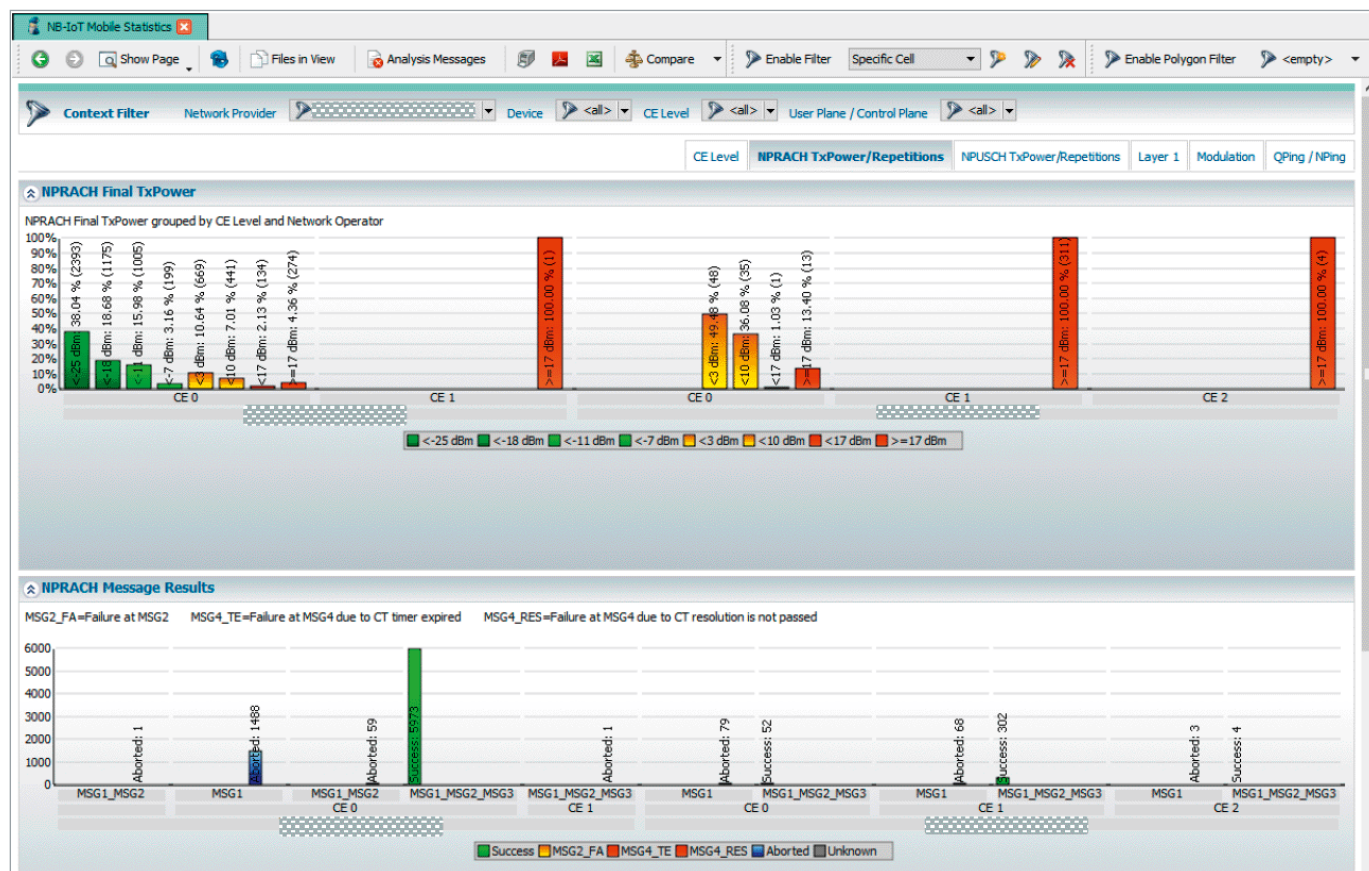 NB-IoT Mobile Statistics
Show Page Files in View Analysis Messages Compare Enable Filter Specific Cell Enable Polygon Filter <empty>
Context Filter Network Provider Device <all> CE Level <all> User Plane / Control Plane <all>
CE Level NPRACH TxPower/Repetitions NPUSCH TxPower/Repetitions Layer 1 Modulation QPing / NPing
NPRACH Final TxPower
NPRACH Final TxPower grouped by CE Level and Network Operator
100%
90%
80%
70%
60%
50%
40%
30%
20%
10%
0%
<-25 dBm: 38.04 % (2393)
<-18 dBm: 18.68 % (1175)
<-11 dBm: 15.98 % (1005)
<-7 dBm: 3.16 % (199)
<3 dBm: 10.64 % (669)
<10 dBm: 7.01 % (441)
<17 dBm: 2.13 % (134)
>=17 dBm: 4.36 % (274)
>=17 dBm: 100.00 % (1)
<3 dBm: 49.48 % (48)
<10 dBm: 36.08 % (35)
<17 dBm: 1.03 % (1)
>=17 dBm: 13.40 % (13)
>=17 dBm: 100.00 % (311)
>=17 dBm: 100.00 % (4)
CE 0 CE 1 CE 0 CE 1 CE 2
<-25 dBm <-18 dBm <-11 dBm <-7 dBm <3 dBm <10 dBm <17 dBm >=17 dBm
NPRACH Message Results
MSG2_FA=Failure at MSG2 MSG4_TE=Failure at MSG4 due to CT timer expired MSG4_RES=Failure at MSG4 due to CT resolution is not passed
6000
5000
4000
3000
2000
1000
0
Aborted: 1
Aborted: 1488
Aborted: 59
Success: 5973
Aborted: 1
Aborted: 79
Success: 52
Aborted: 68
Success: 302
Aborted: 3
Success: 4
MSG1_MSG2 MSG1 MSG1_MSG2 MSG1_MSG2_MSG3 MSG1_MSG2_MSG3 MSG1 MSG1_MSG2_MSG3 MSG1 MSG1_MSG2_MSG3 MSG1 MSG1_MSG2_MSG3
CE 0 CE 1 CE 0 CE 1 CE 2
Success MSG2_FA MSG4_TE MSG4_RES Aborted Unknown